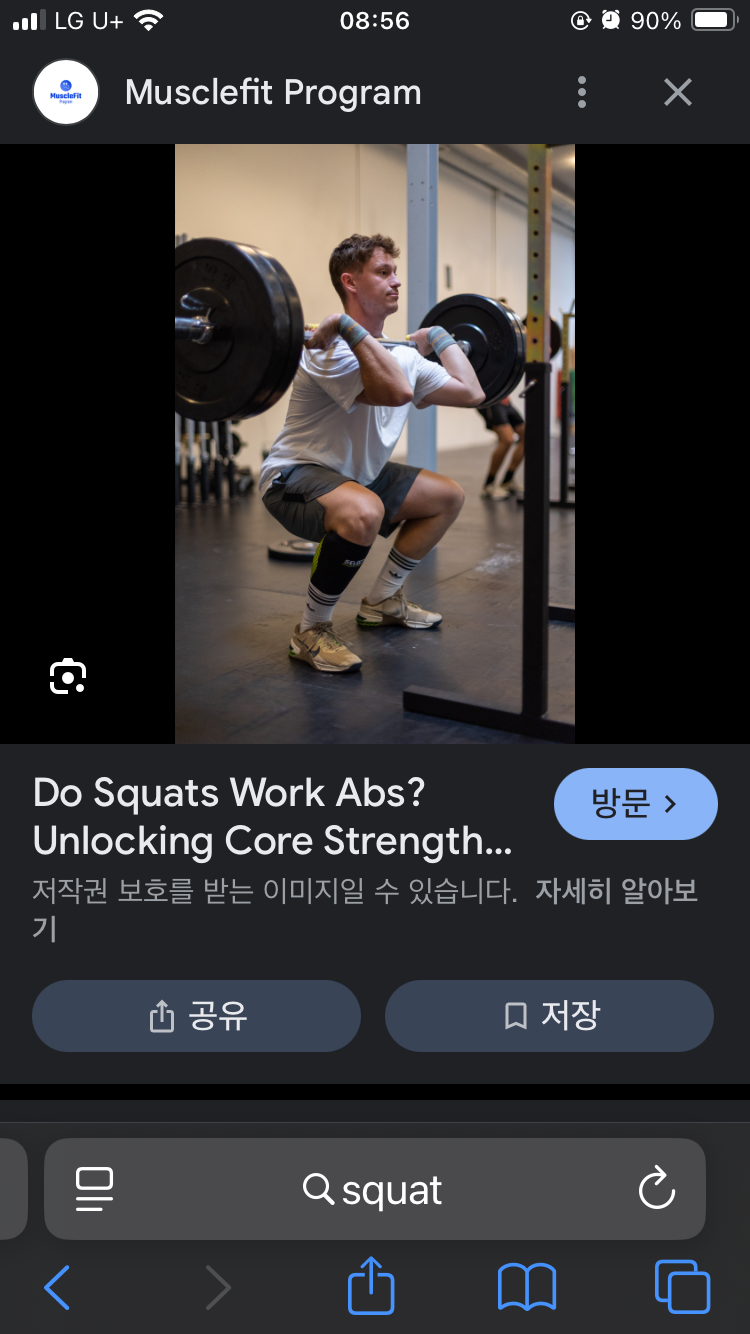 LG U+ 08:56 90%
MuscleFit
Musclefit Program
Do Squats Work Abs?
Unlocking Core Strength...
저작권 보호를 받는 이미지일 수 있습니다. 자세히 알아보
기
방문
공유
저장
squat